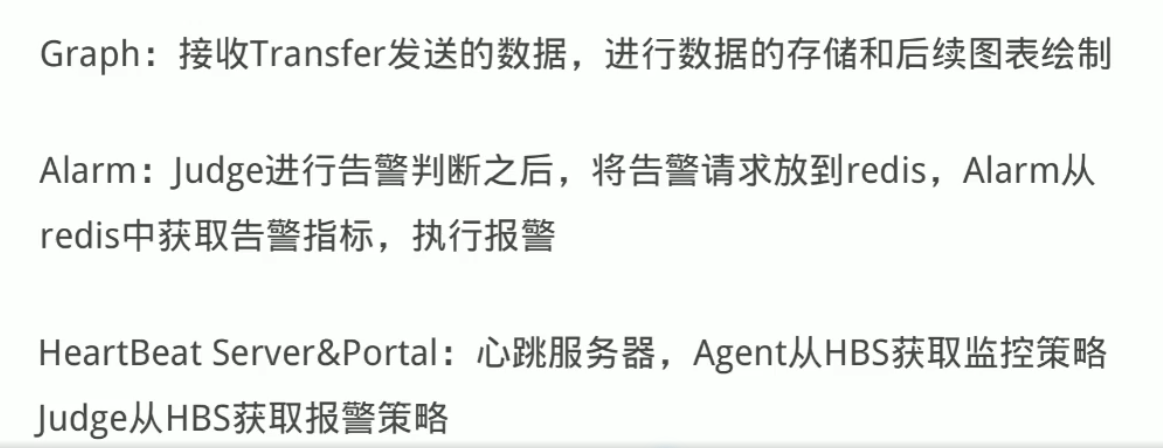 Graph：接收Transfer发送的数据，进行数据的存储和后续图表绘制
Alarm：Judge进行告警判断之后，将告警请求放到redis，Alarm从
redis中获取告警指标，执行报警
HeartBeat Server&Portal：心跳服务器，Agent从HBS获取监控策略
Judge从HBS获取报警策略